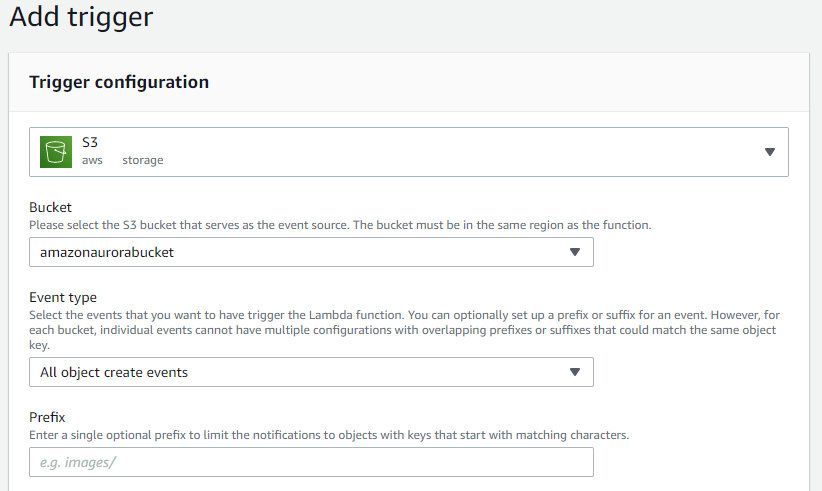 Add trigger
Trigger configuration
S3
aws storage
Bucket
Please select the S3 bucket that serves as the event source. The bucket must be in the same region as the function.
amazonaurorabucket
Event type
Select the events that you want to have trigger the Lambda function. You can optionally set up a prefix or suffix for an event. However, for
each bucket, individual events cannot have multiple configurations with overlapping prefixes or suffixes that could match the same object
key.
All object create events
Prefix
Enter a single optional prefix to limit the notifications to objects with keys that start with matching characters.
e.g. images/